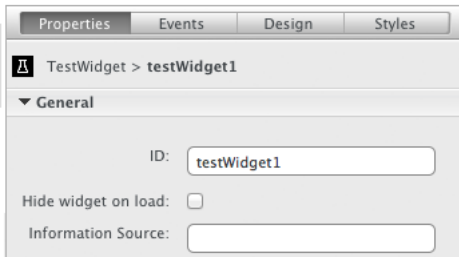 Properties Events Design Styles
TestWidget > testWidget1
General
ID: testWidget1
Hide widget on load:
Information Source: